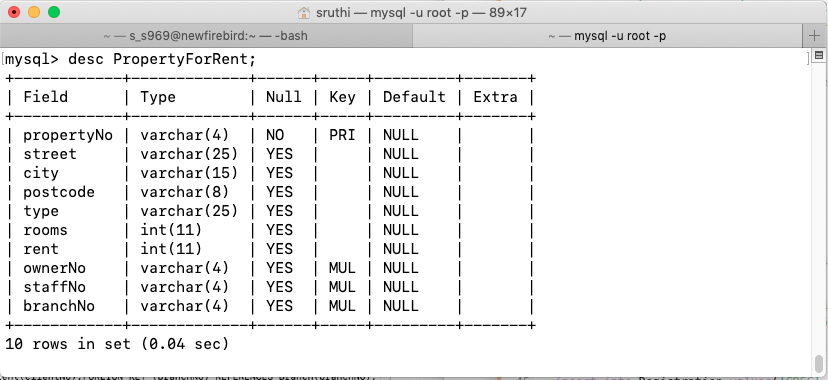 sruthi — mysql -u root -p — 89×17
~ — s_s969@newfirebird:~ — -bash
~ — mysql -u root -p
+
[mysql> desc PropertyForRent; ]
+------------+-------------+------+-----+---------+-------+
| Field      | Type        | Null | Key | Default | Extra |
+------------+-------------+------+-----+---------+-------+
| propertyNo | varchar(4)  | NO   | PRI | NULL    |       |
| street     | varchar(25) | YES  |     | NULL    |       |
| city       | varchar(15) | YES  |     | NULL    |       |
| postcode   | varchar(8)  | YES  |     | NULL    |       |
| type       | varchar(25) | YES  |     | NULL    |       |
| rooms      | int(11)     | YES  |     | NULL    |       |
| rent       | int(11)     | YES  |     | NULL    |       |
| ownerNo    | varchar(4)  | YES  | MUL | NULL    |       |
| staffNo    | varchar(4)  | YES  | MUL | NULL    |       |
| branchNo   | varchar(4)  | YES  | MUL | NULL    |       |
+------------+-------------+------+-----+---------+-------+
10 rows in set (0.04 sec)